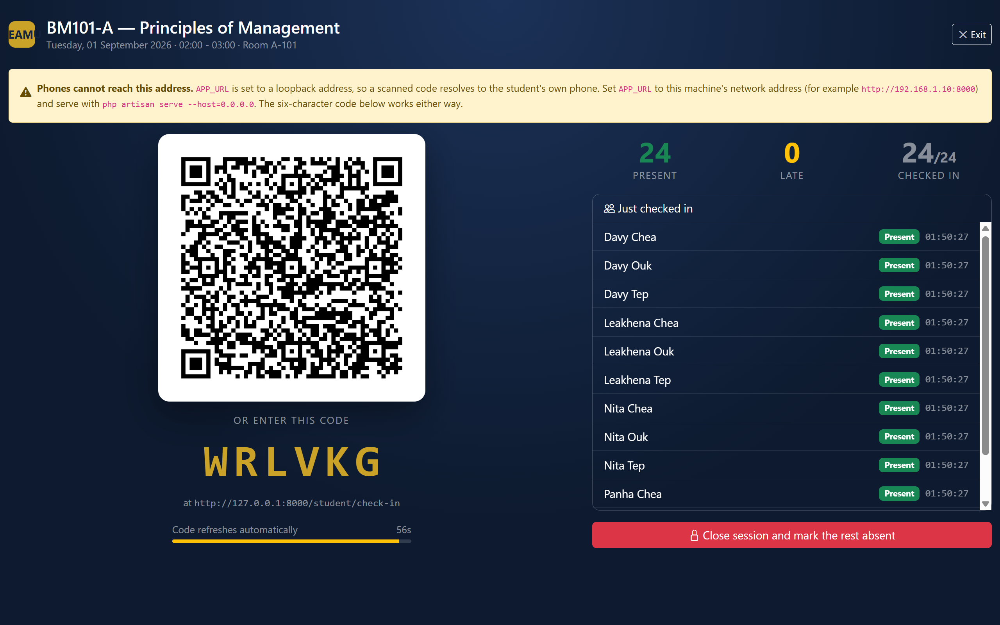 EAMU
BM101-A — Principles of Management
Tuesday, 01 September 2026 · 02:00 - 03:00 · Room A-101
Exit
Phones cannot reach this address. APP_URL is set to a loopback address, so a scanned code resolves to the student's own phone. Set APP_URL to this machine's network address (for example http://192.168.1.10:8000)
and serve with php artisan serve --host=0.0.0.0. The six-character code below works either way.
OR ENTER THIS CODE
WRLVKG
at http://127.0.0.1:8000/student/check-in
Code refreshes automatically 56s
24 0 24/24
PRESENT LATE CHECKED IN
Just checked in
Davy Chea Present 01:50:27
Davy Ouk Present 01:50:27
Davy Tep Present 01:50:27
Leakhena Chea Present 01:50:27
Leakhena Ouk Present 01:50:27
Leakhena Tep Present 01:50:27
Nita Chea Present 01:50:27
Nita Ouk Present 01:50:27
Nita Tep Present 01:50:27
Panha Chea Present 01:50:27
Close session and mark the rest absent